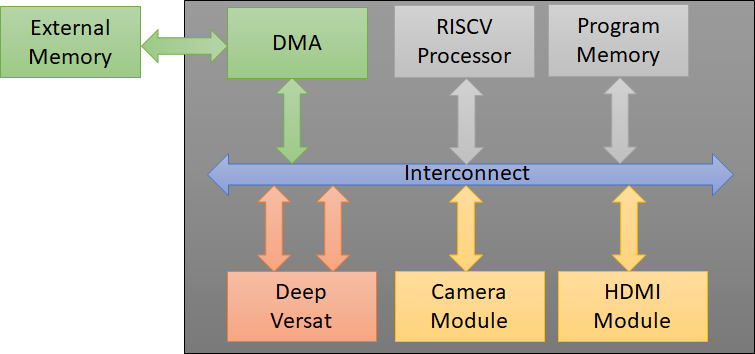 External
Memory
DMA
RISCV
Processor
Program
Memory
Interconnect
Deep
Versat
Camera
Module
HDMI
Module